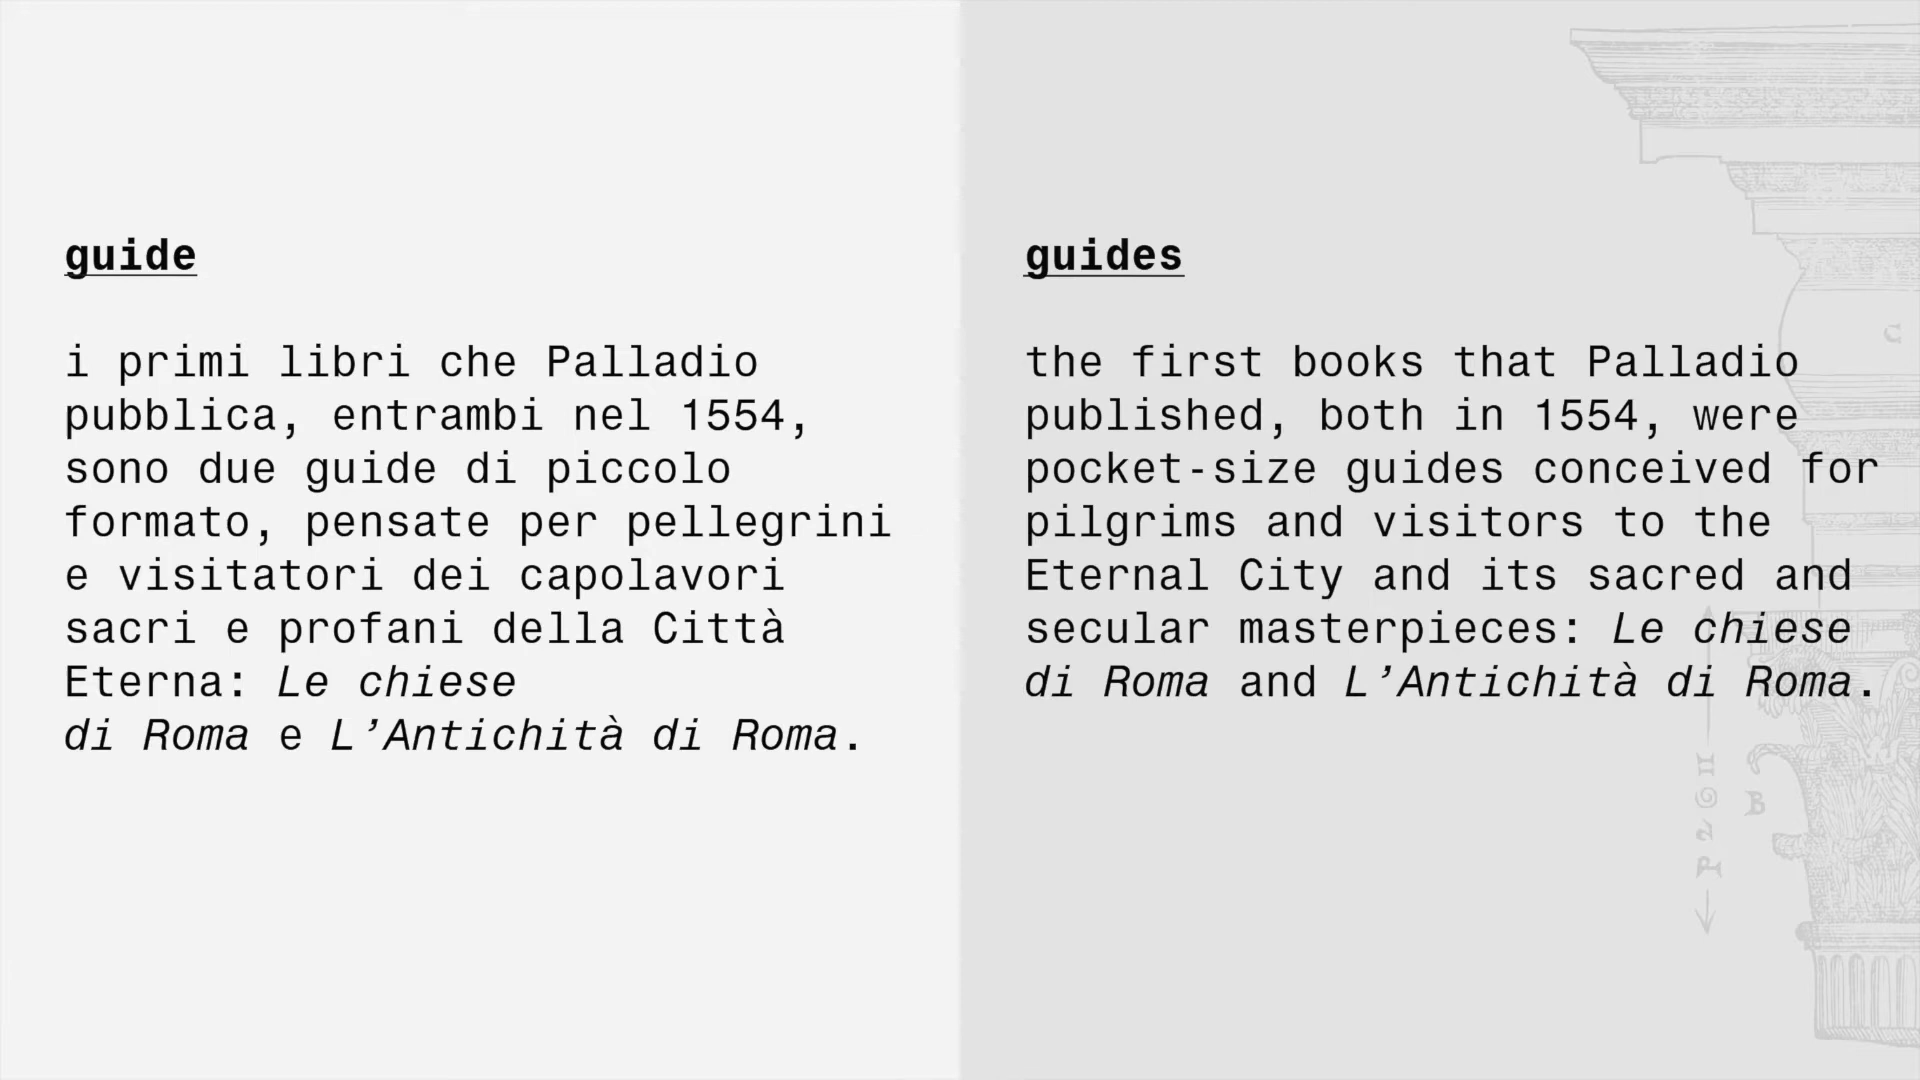 guide
i primi libri che Palladio
pubblica, entrambi nel 1554,
sono due guide di piccolo
formato, pensate per pellegrini
e visitatori dei capolavori
sacri e profani della Città
Eterna: Le chiese
di Roma e L’Antichità di Roma.
guides
the first books that Palladio
published, both in 1554, were
pocket-size guides conceived for
pilgrims and visitors to the
Eternal City and its sacred and
secular masterpieces: Le chiese
di Roma and L’Antichità di Roma.
C
B